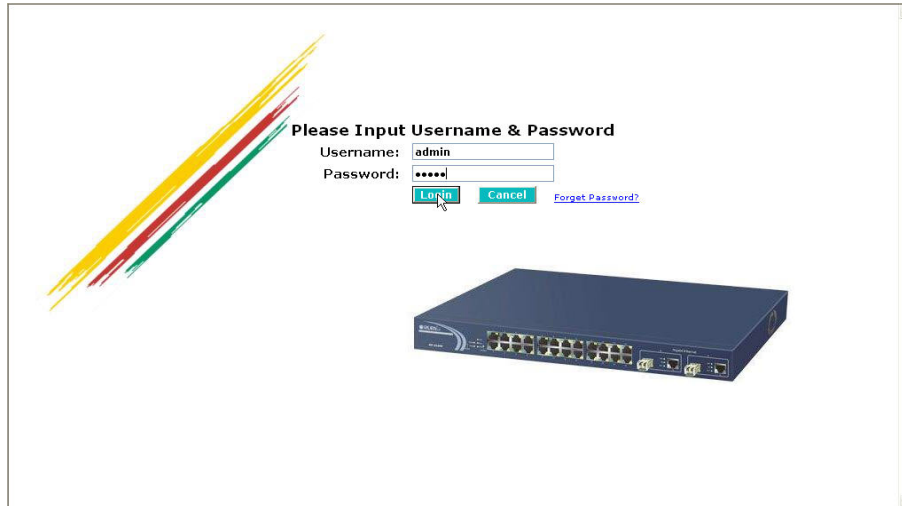 Please Input Username & Password
Username: admin
Password: •••••
Login Cancel Forget Password?